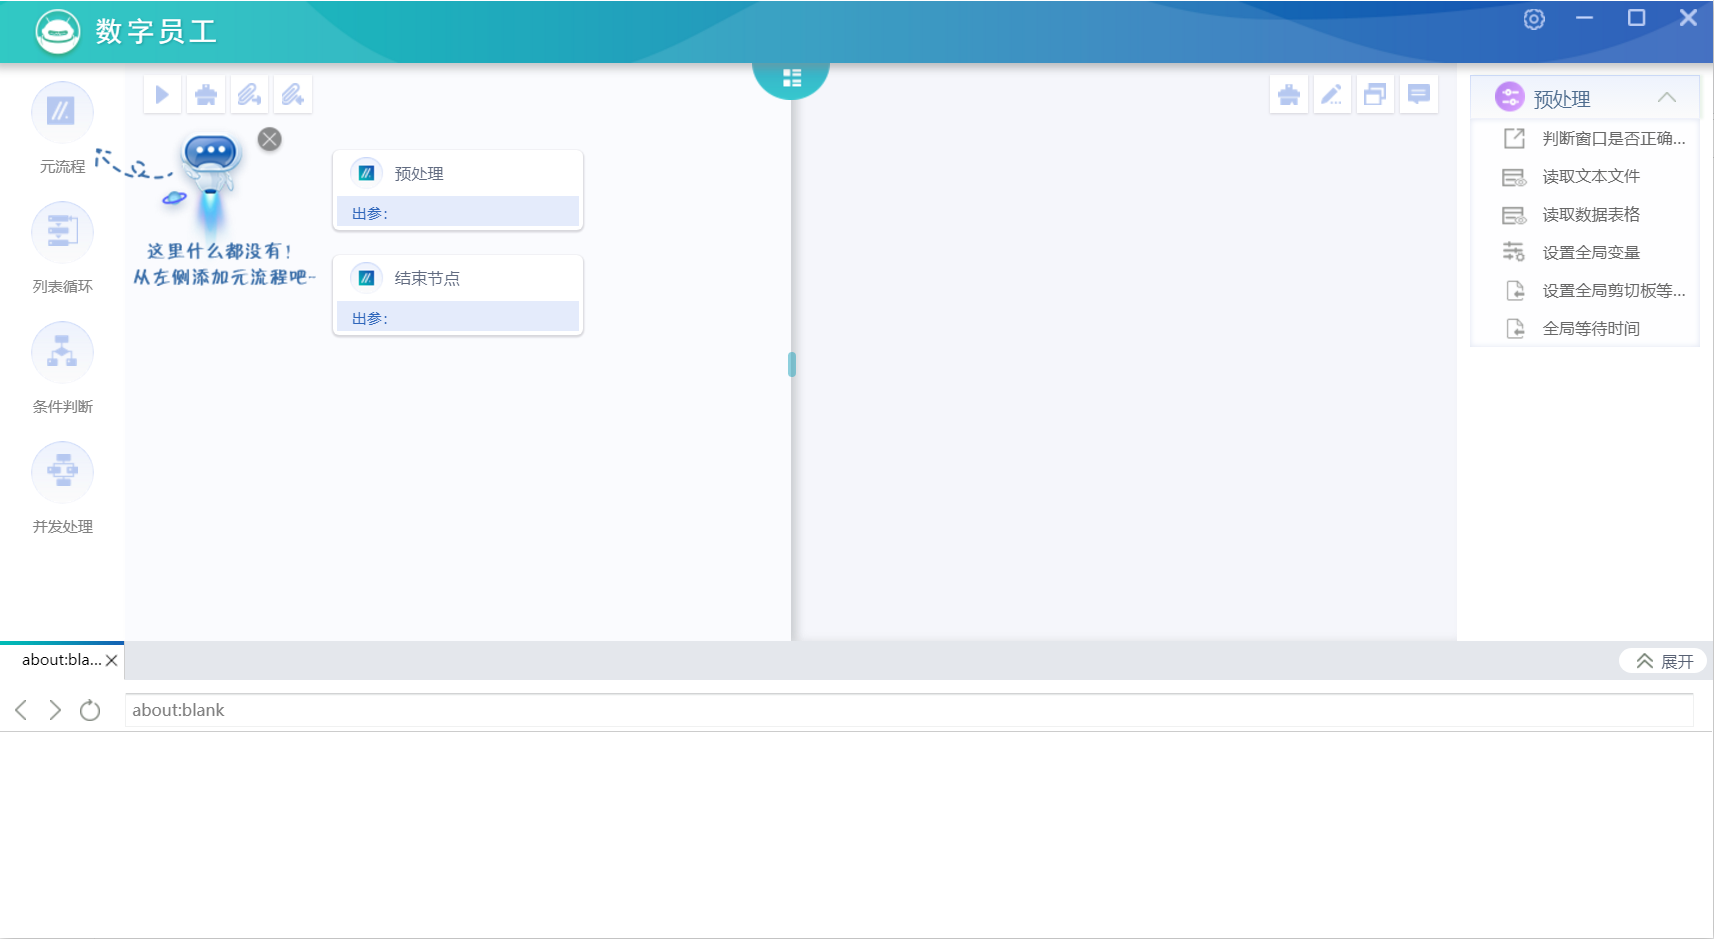 数字员工
元流程
列表循环
条件判断
并发处理
这里什么都没有!
从左侧添加元流程吧~
预处理
出参:
结束节点
出参:
预处理
判断窗口是否正确...
读取文本文件
读取数据表格
设置全局变量
设置全局剪切板等...
全局等待时间
about:bla...
展开
about:blank